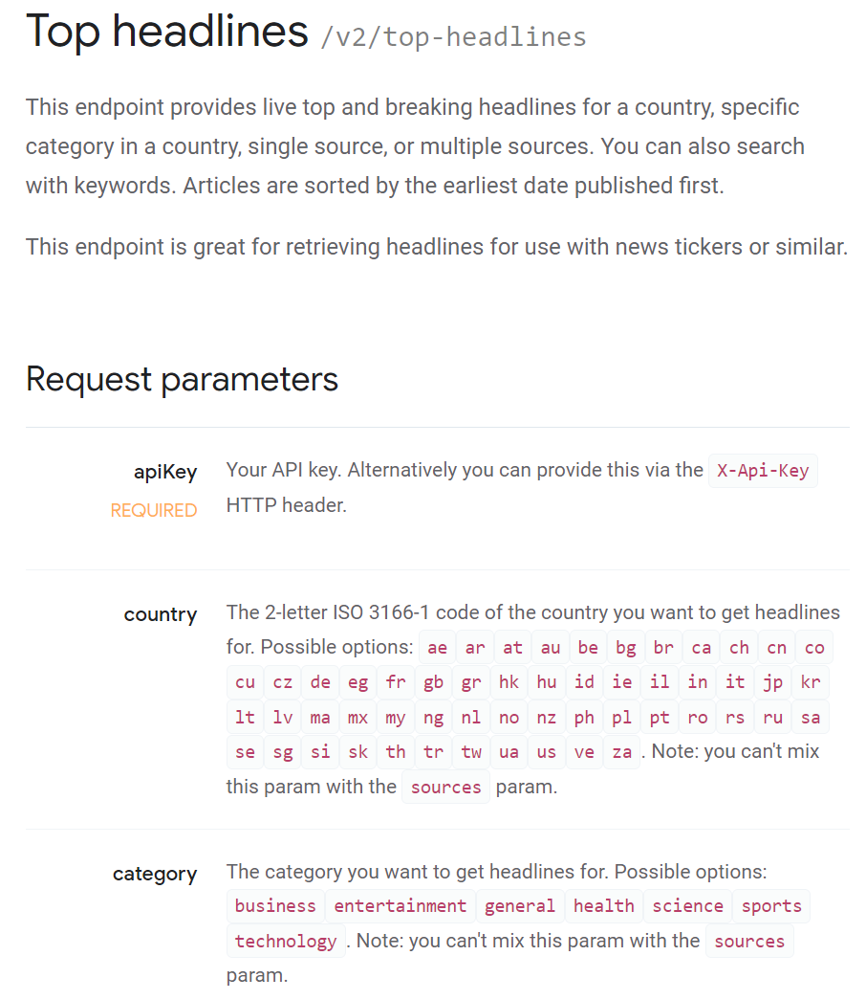 Top headlines /v2/top-headlines
This endpoint provides live top and breaking headlines for a country, specific
category in a country, single source, or multiple sources. You can also search
with keywords. Articles are sorted by the earliest date published first.
This endpoint is great for retrieving headlines for use with news tickers or similar.
Request parameters
apiKey Your API key. Alternatively you can provide this via the X-Api-Key
REQUIRED HTTP header.
country The 2-letter ISO 3166-1 code of the country you want to get headlines
for. Possible options: ae ar at au be bg br ca ch cn co
cu cz de eg fr gb gr hk hu id ie il in it jp kr
lt lv ma mx my ng nl no nz ph pl pt ro rs ru sa
se sg si sk th tr tw ua us ve za . Note: you can't mix
this param with the sources param.
category The category you want to get headlines for. Possible options:
business entertainment general health science sports
technology . Note: you can't mix this param with the sources
param.